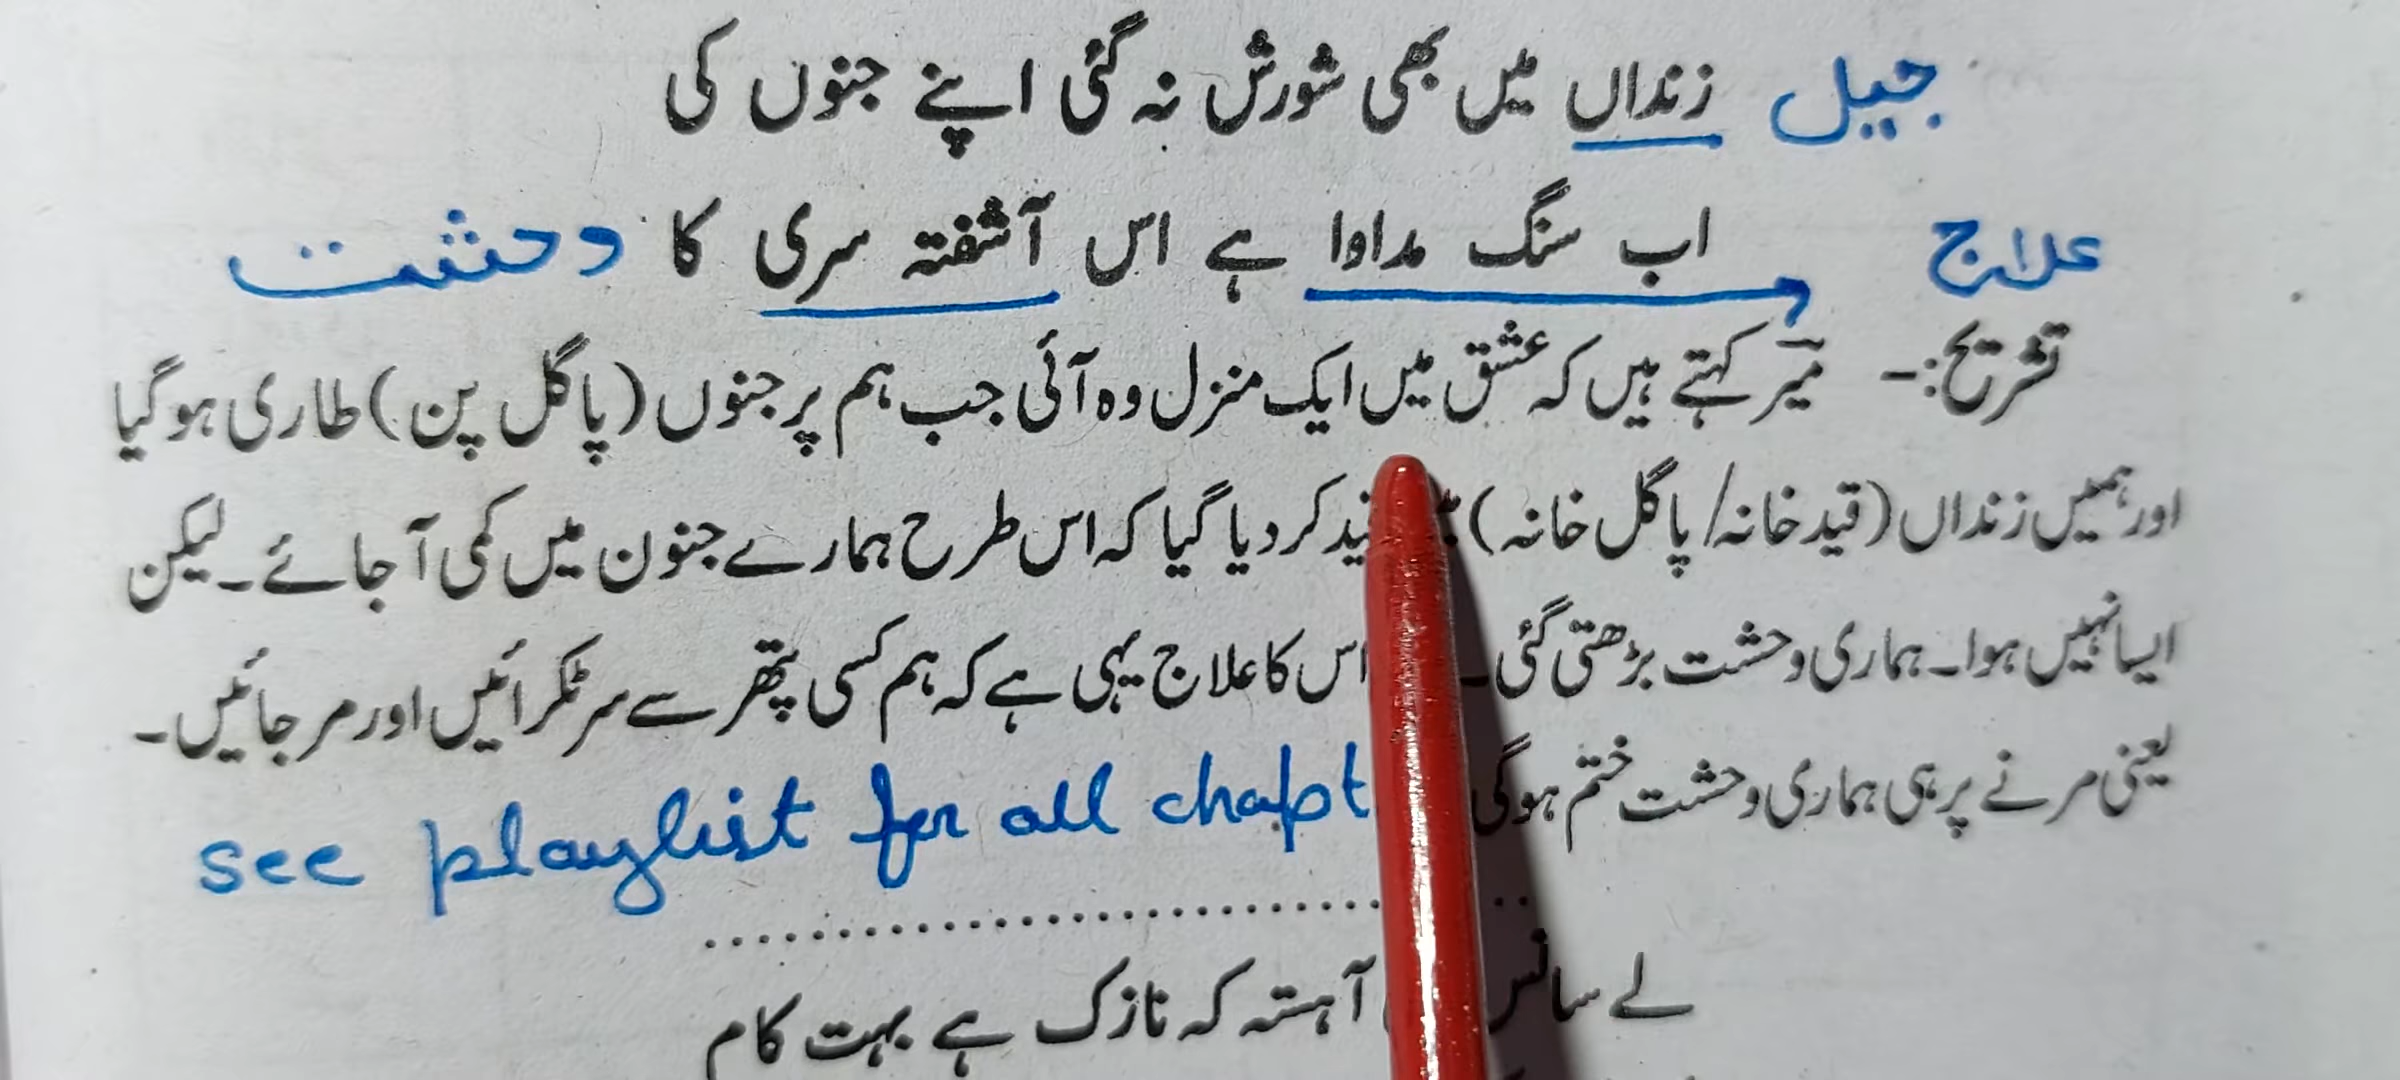 جیل زنداں میں بھی شورش نہ گئی اپنے جنوں کی
علاج اب سنگ مداوا ہے اس آشفتہ سری کا وحشت
تشریح:- میرؔ کہتے ہیں کہ عشق میں ایک منزل وہ آئی جب ہم پر جنوں (پاگل پن) طاری ہوگیا
اور ہمیں زنداں (قید خانہ/ پاگل خانہ) قید کر دیا گیا کہ اس طرح ہمارے جنون میں کمی آجائے۔ لیکن
ایسا نہیں ہوا۔ ہماری وحشت بڑھتی گئی۔ اس کا علاج یہی ہے کہ ہم کسی پتھر سے سر ٹکرائیں اور مر جائیں۔
یعنی مرنے پر ہی ہماری وحشت ختم ہوگی
see playlist for all chapt
لے سانس آہستہ کہ نازک ہے بہت کام